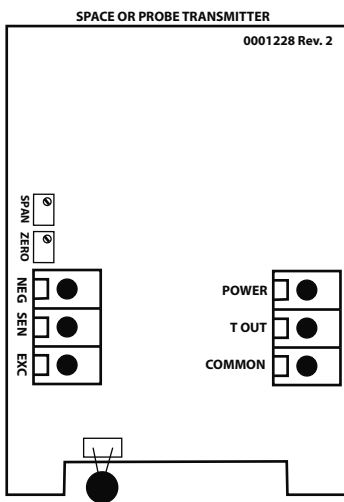 SPACE OR PROBE TRANSMITTER
0001228 Rev. 2
SPAN
ZERO
NEG
SEN
EXC
POWER
T OUT
COMMON